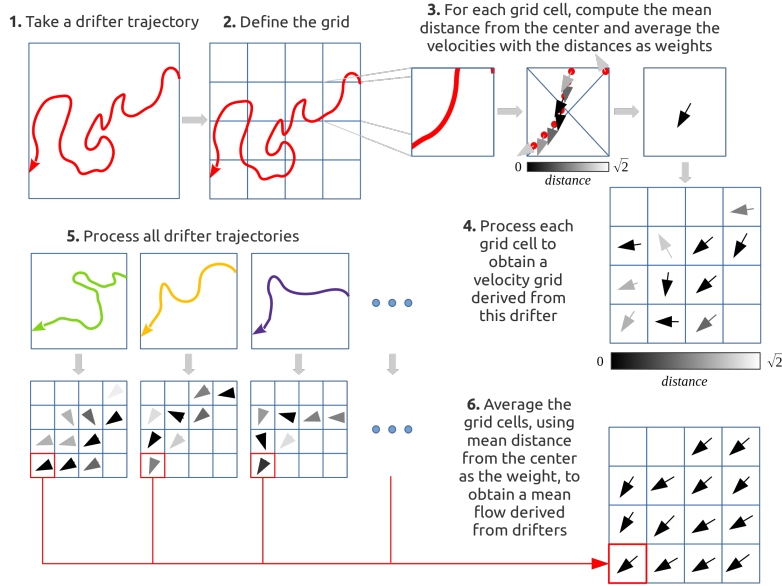 1. Take a drifter trajectory
2. Define the grid
3. For each grid cell, compute the mean
distance from the center and average the
velocities with the distances as weights
0
√2
distance
4. Process each
grid cell to
obtain a
velocity grid
derived from
this drifter
0
√2
distance
5. Process all drifter trajectories
6. Average the
grid cells, using
mean distance
from the center
as the weight, to
obtain a mean
flow derived
from drifters